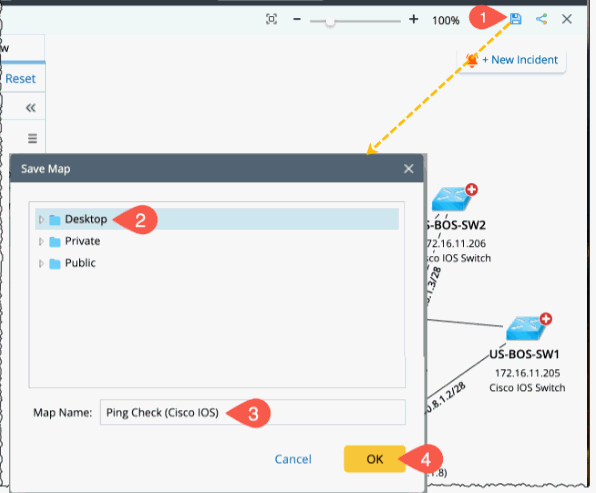 100%
1
w
+ New Incident
Reset
Save Map
Desktop
2
Private
Public
S-BOS-SW2
72.16.11.206
sco IOS Switch
.1.3/28
US-BOS-SW1
172.16.11.205
Cisco IOS Switch
0.8.1.2/28
Map Name:
Ping Check (Cisco IOS)
3
Cancel
OK
4
.1.8)